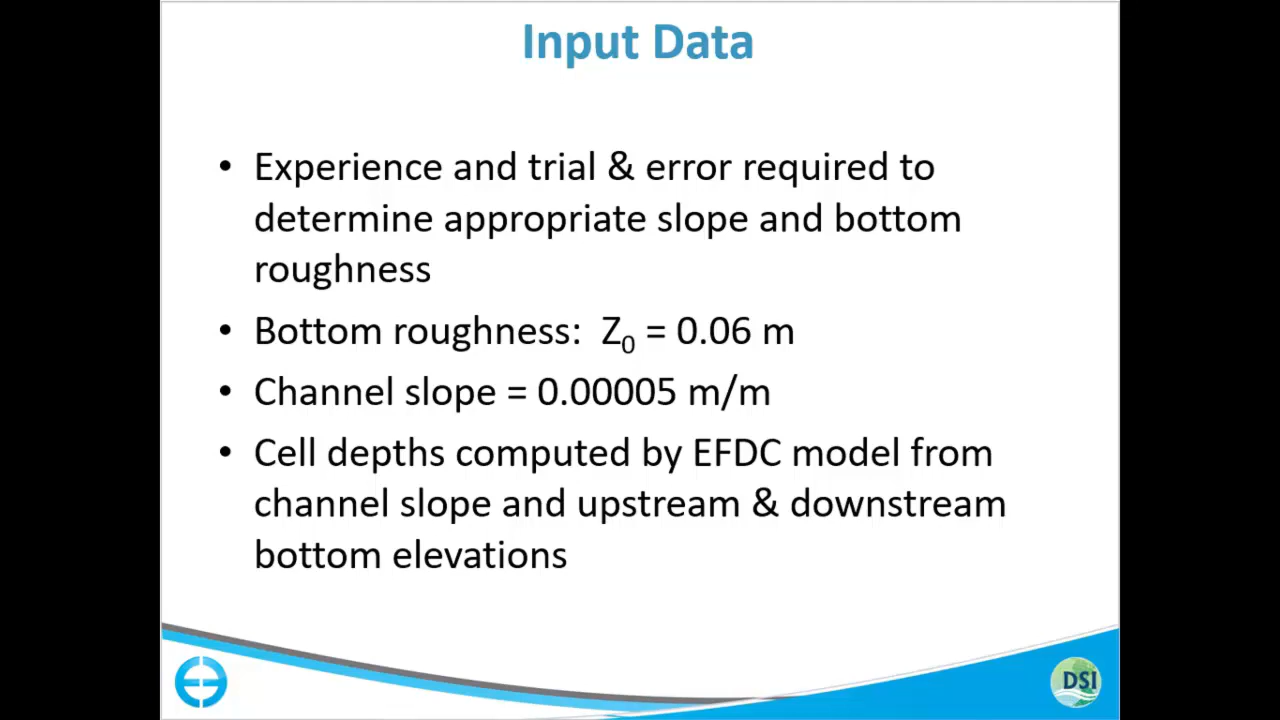 Input Data
• Experience and trial & error required to
determine appropriate slope and bottom
roughness
• Bottom roughness:  Z₀ = 0.06 m
• Channel slope = 0.00005 m/m
• Cell depths computed by EFDC model from
channel slope and upstream & downstream
bottom elevations
DSI